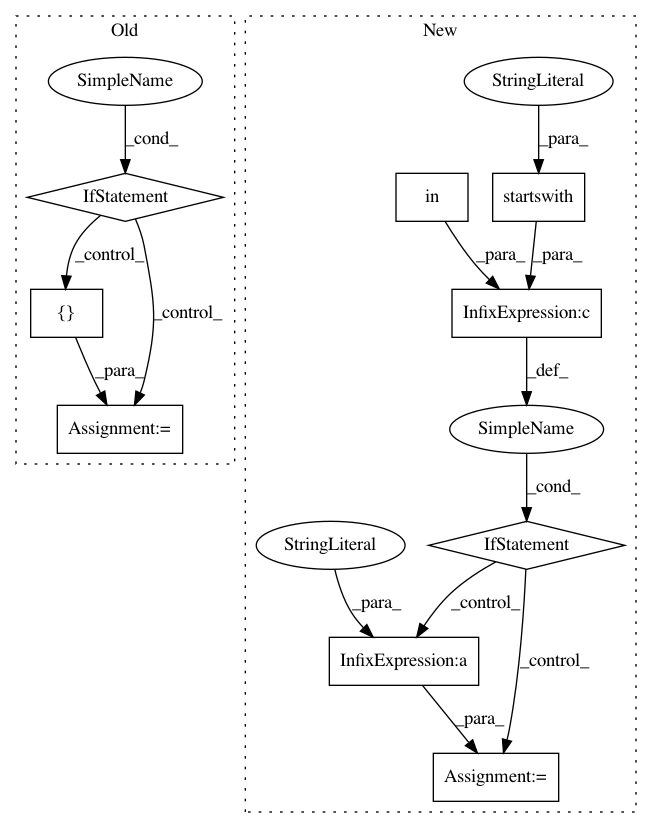 Old
New
SimpleName
StringLiteral
_cond_
_para_
IfStatement
in
startswith
_control_
_para_
_para_
{}
_control_
InfixExpression:c
_para_
_def_
Assignment:=
SimpleName
_cond_
StringLiteral
IfStatement
_para_
_control_
InfixExpression:a
_control_
_para_
Assignment:=